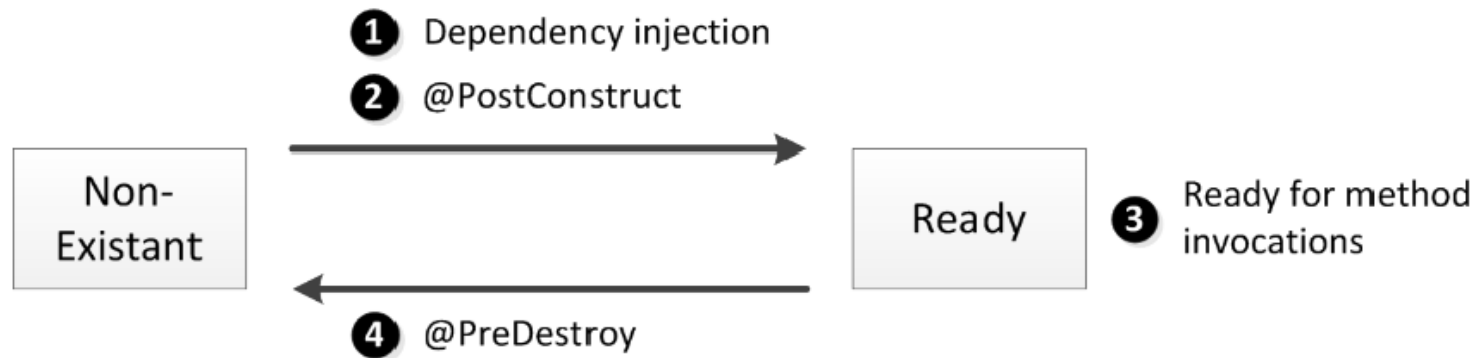 1 Dependency injection
2 @PostConstruct
Non-
Existant
Ready
3 Ready for method
invocations
4 @PreDestroy